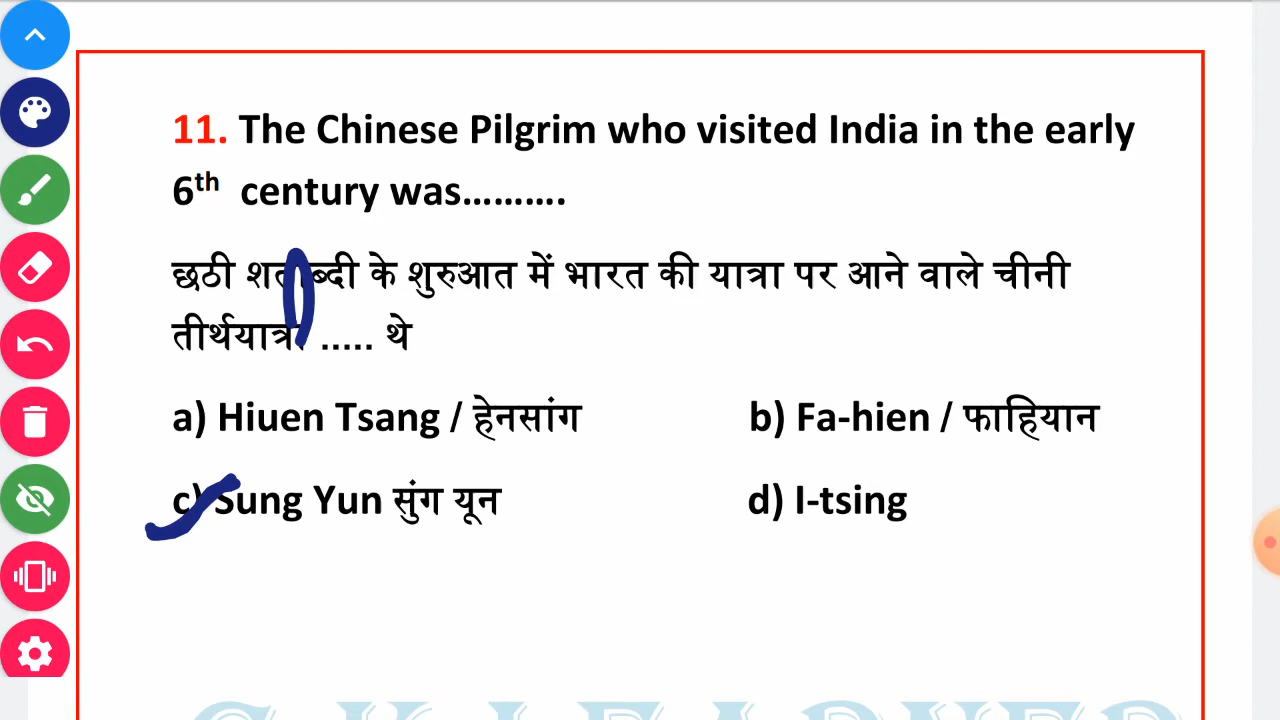 11. The Chinese Pilgrim who visited India in the early
6th century was..........
छठी शताब्दी के शुरुआत में भारत की यात्रा पर आने वाले चीनी
तीर्थयात्री ..... थे
a) Hiuen Tsang / हेनसांग b) Fa-hien / फाहियान
c) Sung Yun सुंग यून d) I-tsing